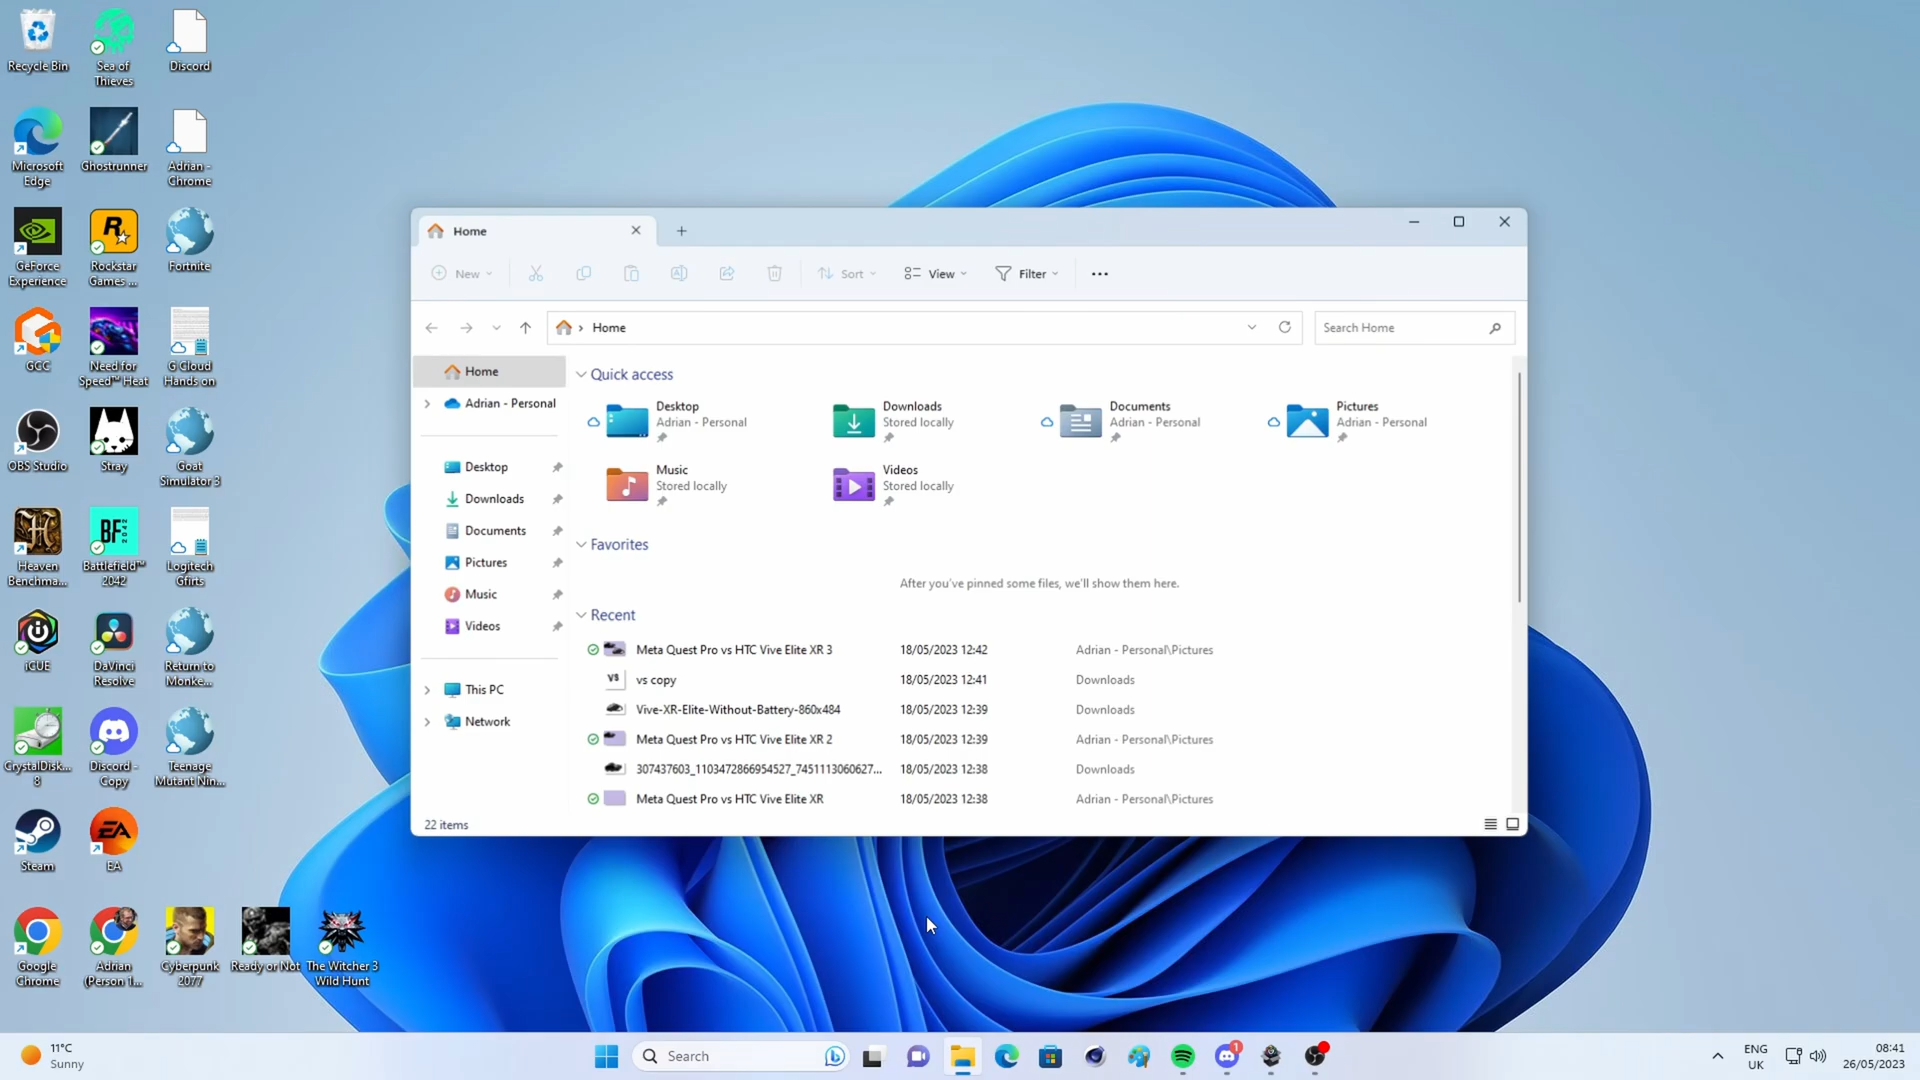 Recycle Bin
Sea of
Thieves
Discord
Microsoft
Edge
Ghostrunner
Adrian -
Chrome
GeForce
Experience
Rockstar
Games ...
Fortnite
GCC
Need for
Speed™ Heat
G Cloud
Hands on
OBS Studio
Stray
Goat
Simulator 3
Heaven
Benchma...
BF
2042
Battlefield™
2042
Logitech
Gfirts
iCUE
DaVinci
Resolve
Return to
Monke...
CrystalDisk...
8
Discord -
Copy
Teenage
Mutant Nin...
Steam
EA
EA
Google
Chrome
Adrian
(Person 1...
Cyberpunk
2077
Ready or Not
The Witcher 3
Wild Hunt
Home
New
Sort
View
Filter
Home
Search Home
Home
Adrian - Personal
Desktop
Downloads
Documents
Pictures
Music
Videos
This PC
Network
Quick access
Desktop
Adrian - Personal
Downloads
Stored locally
Documents
Adrian - Personal
Pictures
Adrian - Personal
Music
Stored locally
Videos
Stored locally
Favorites
After you've pinned some files, we'll show them here.
Recent
Meta Quest Pro vs HTC Vive Elite XR 3 18/05/2023 12:42 Adrian - Personal\Pictures
VS vs copy 18/05/2023 12:41 Downloads
Vive-XR-Elite-Without-Battery-860x484 18/05/2023 12:39 Downloads
Meta Quest Pro vs HTC Vive Elite XR 2 18/05/2023 12:39 Adrian - Personal\Pictures
307437603_1103472866954527_7451113060627... 18/05/2023 12:38 Downloads
Meta Quest Pro vs HTC Vive Elite XR 18/05/2023 12:38 Adrian - Personal\Pictures
22 items
11°C
Sunny
Search
1
ENG
UK
08:41
26/05/2023